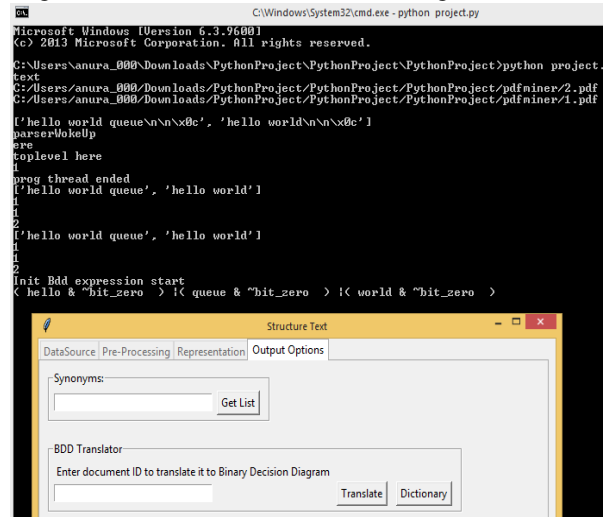 C:\Windows\System32\cmd.exe - python project.py
Microsoft Windows [Version 6.3.9600]
(c) 2013 Microsoft Corporation. All rights reserved.
C:\Users\anura_000\Downloads\PythonProject\PythonProject\PythonProject>python project.
text
C:/Users/anura_000/Downloads/PythonProject/PythonProject/PythonProject/pdfminer/2.pdf
C:/Users/anura_000/Downloads/PythonProject/PythonProject/PythonProject/pdfminer/1.pdf
['hello world queue\n\n\x0c', 'hello world\n\n\x0c']
parserWokeUp
ere
toplevel here
1
prog thread ended
['hello world queue', 'hello world']
1
1
2
['hello world queue', 'hello world']
1
1
2
Init Bdd expression start
( hello & ~bit_zero  ) |( queue & ~bit_zero  ) |( world & ~bit_zero  )
Structure Text
DataSource Pre-Processing Representation Output Options
Synonyms:
Get List
BDD Translator
Enter document ID to translate it to Binary Decision Diagram
Translate Dictionary